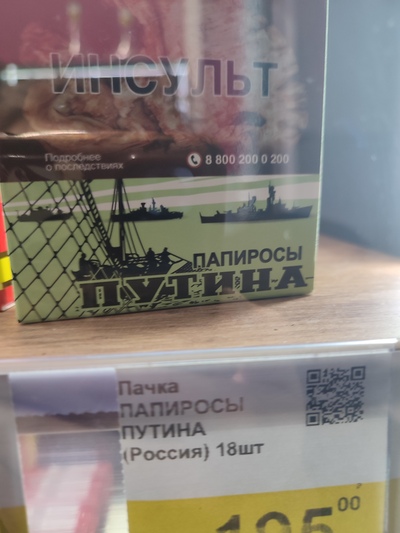 ИНСУЛЬТ
Подробнее
о последствиях
8 800 200 0 200
ПАПИРОСЫ
ПУТИНА
Пачка
ПАПИРОСЫ
ПУТИНА
(Россия) 18шт
00